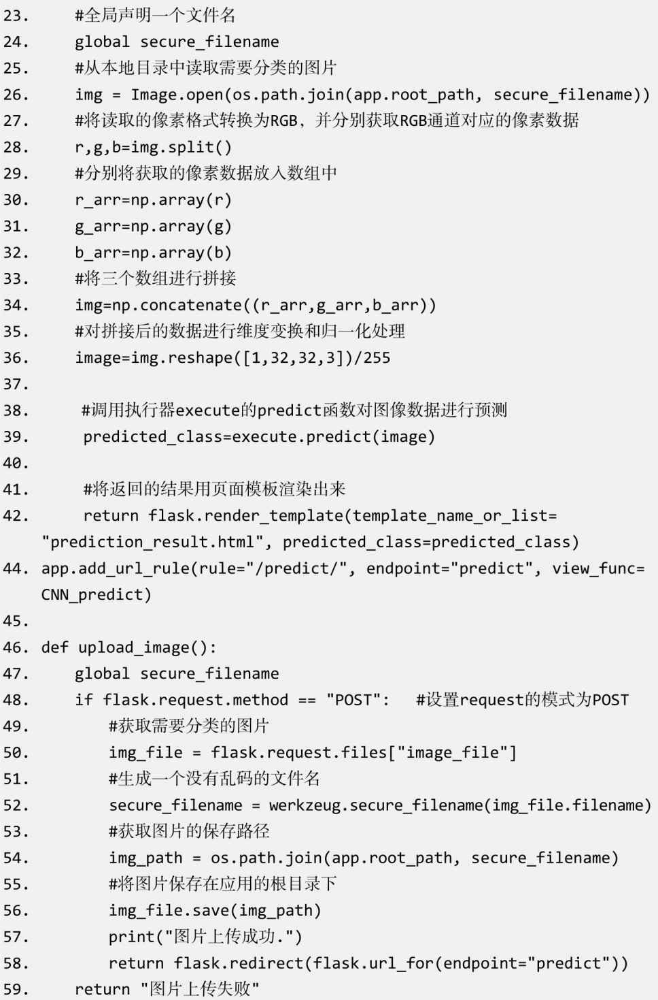 23. #全局声明一个文件名
24. global secure_filename
25. #从本地目录中读取需要分类的图片
26. img = Image.open(os.path.join(app.root_path, secure_filename))
27. #将读取的像素格式转换为RGB，并分别获取RGB通道对应的像素数据
28. r,g,b=img.split()
29. #分别将获取的像素数据放入数组中
30. r_arr=np.array(r)
31. g_arr=np.array(g)
32. b_arr=np.array(b)
33. #将三个数组进行拼接
34. img=np.concatenate((r_arr,g_arr,b_arr))
35. #对拼接后的数据进行维度变换和归一化处理
36. image=img.reshape([1,32,32,3])/255
37.
38. #调用执行器execute的predict函数对图像数据进行预测
39. predicted_class=execute.predict(image)
40.
41. #将返回的结果用页面模板渲染出来
42. return flask.render_template(template_name_or_list=
"prediction_result.html", predicted_class=predicted_class)
44. app.add_url_rule(rule="/predict/", endpoint="predict", view_func=
CNN_predict)
45.
46. def upload_image():
47. global secure_filename
48. if flask.request.method == "POST": #设置request的模式为POST
49. #获取需要分类的图片
50. img_file = flask.request.files["image_file"]
51. #生成一个没有乱码的文件名
52. secure_filename = werkzeug.secure_filename(img_file.filename)
53. #获取图片的保存路径
54. img_path = os.path.join(app.root_path, secure_filename)
55. #将图片保存在应用的根目录下
56. img_file.save(img_path)
57. print("图片上传成功.")
58. return flask.redirect(flask.url_for(endpoint="predict"))
59. return "图片上传失败"